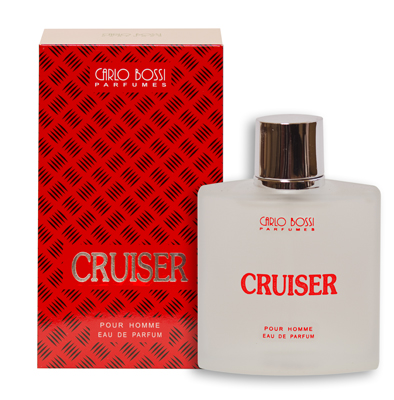 CARLO BOSSI
PARFUMES
CRUISER
POUR HOMME
EAU DE PARFUM
CARLO BOSSI
PARFUMES
CRUISER
POUR HOMME
EAU DE PARFUM